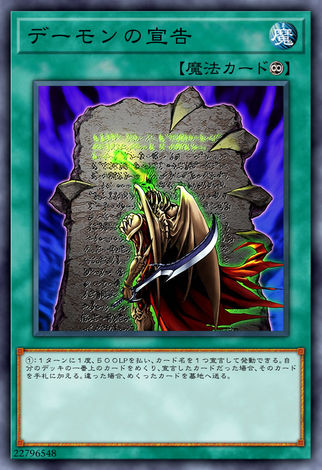 デーモンの宣告
魔
【魔法カード】
①:1ターンに1度、500LPを払い、カード名を1つ宣言して発動できる。自
分のデッキの一番上のカードをめくり、宣言したカードだった場合、そのカード
を手札に加える。違った場合、めくったカードを墓地へ送る。
22796548